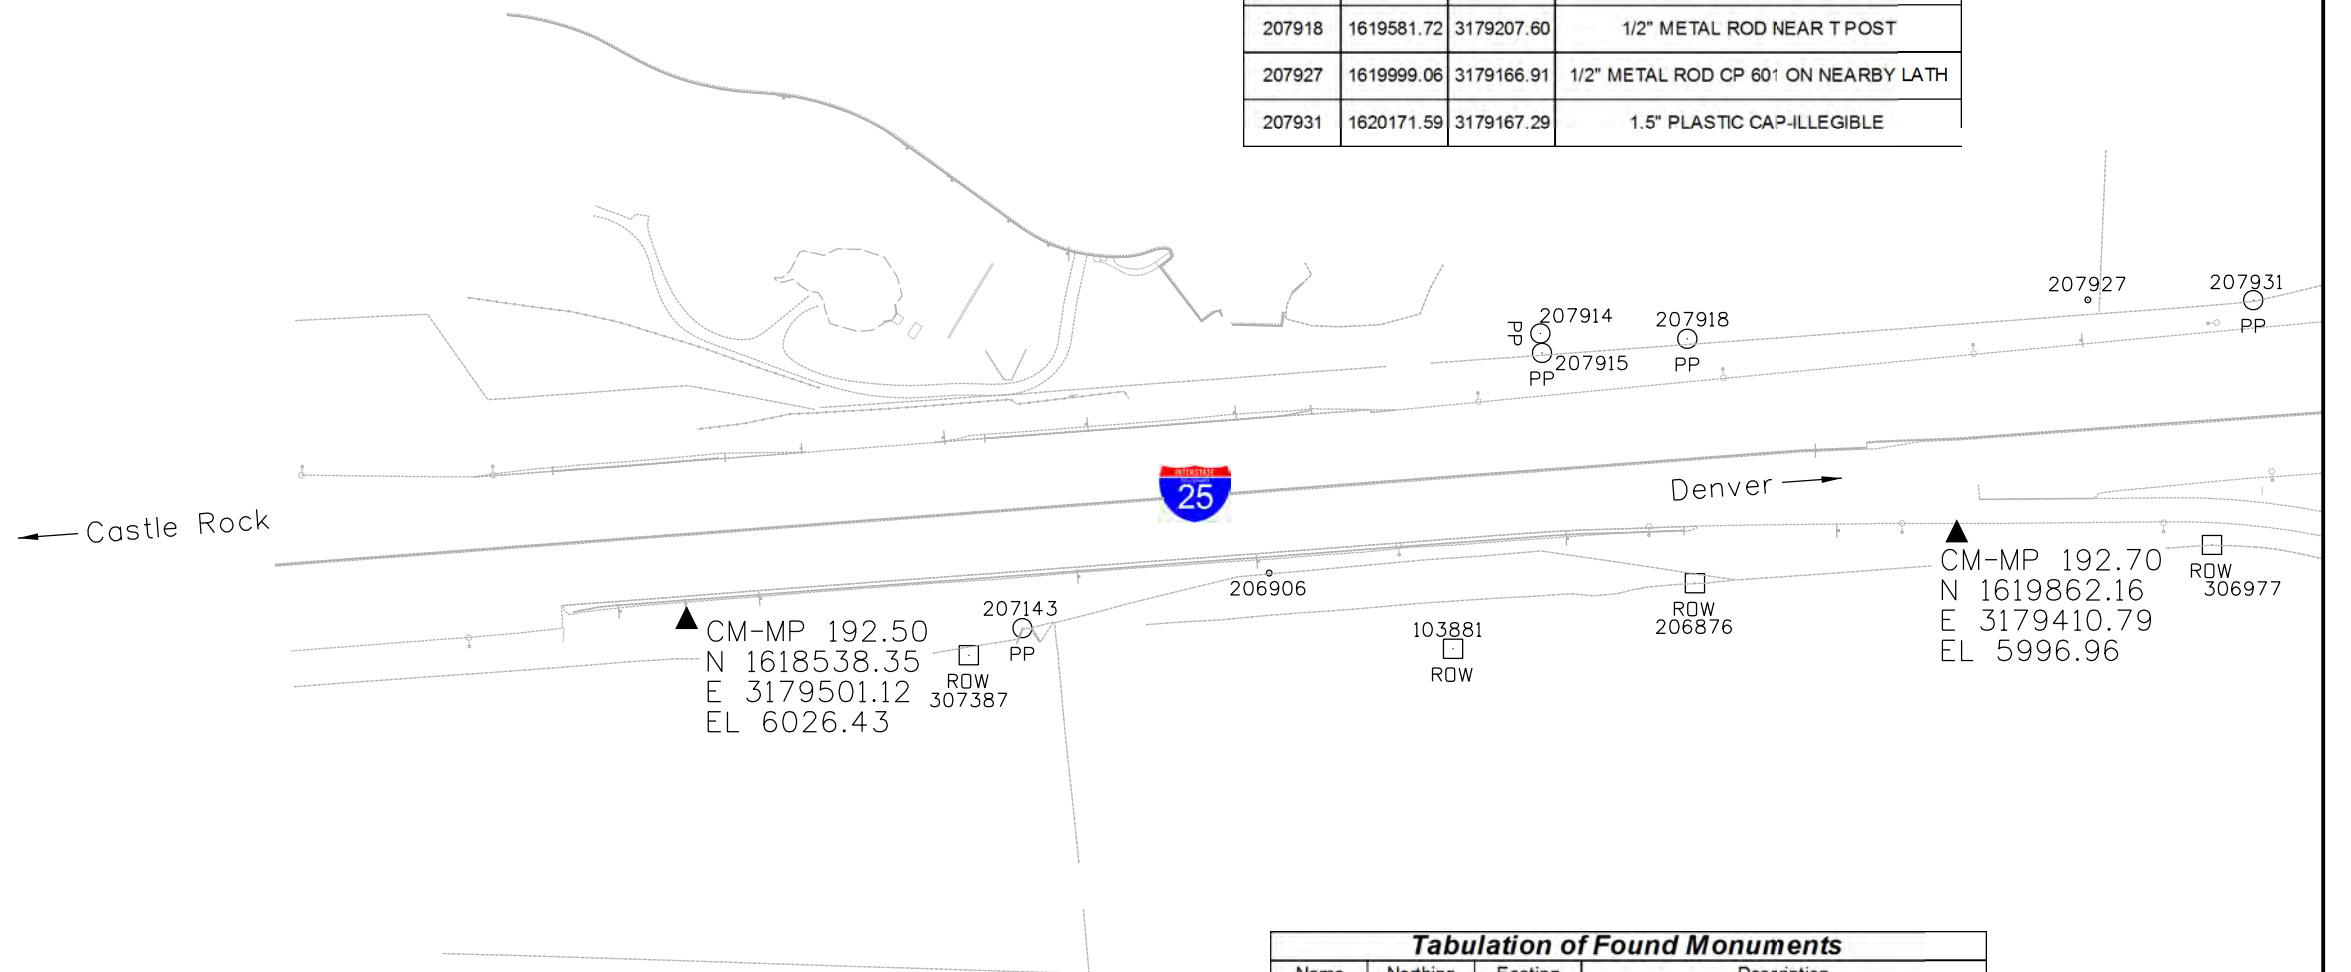 207918 1619581.72 3179207.60 1/2" METAL ROD NEAR T POST
207927 1619999.06 3179166.91 1/2" METAL ROD CP 601 ON NEARBY LATH
207931 1620171.59 3179167.29 1.5" PLASTIC CAP-ILLEGIBLE
207927
207931
PP
207914
PP
207915
PP
207918
PP
INTERSTATE
25
Denver
Castle Rock
CM-MP 192.70
N 1619862.16
E 3179410.79
EL 5996.96
ROW
306977
206906
207143
PP
ROW
206876
103881
ROW
CM-MP 192.50
N 1618538.35
E 3179501.12
EL 6026.43
ROW
307387
Tabulation of Found Monuments
Name Northing Easting Description